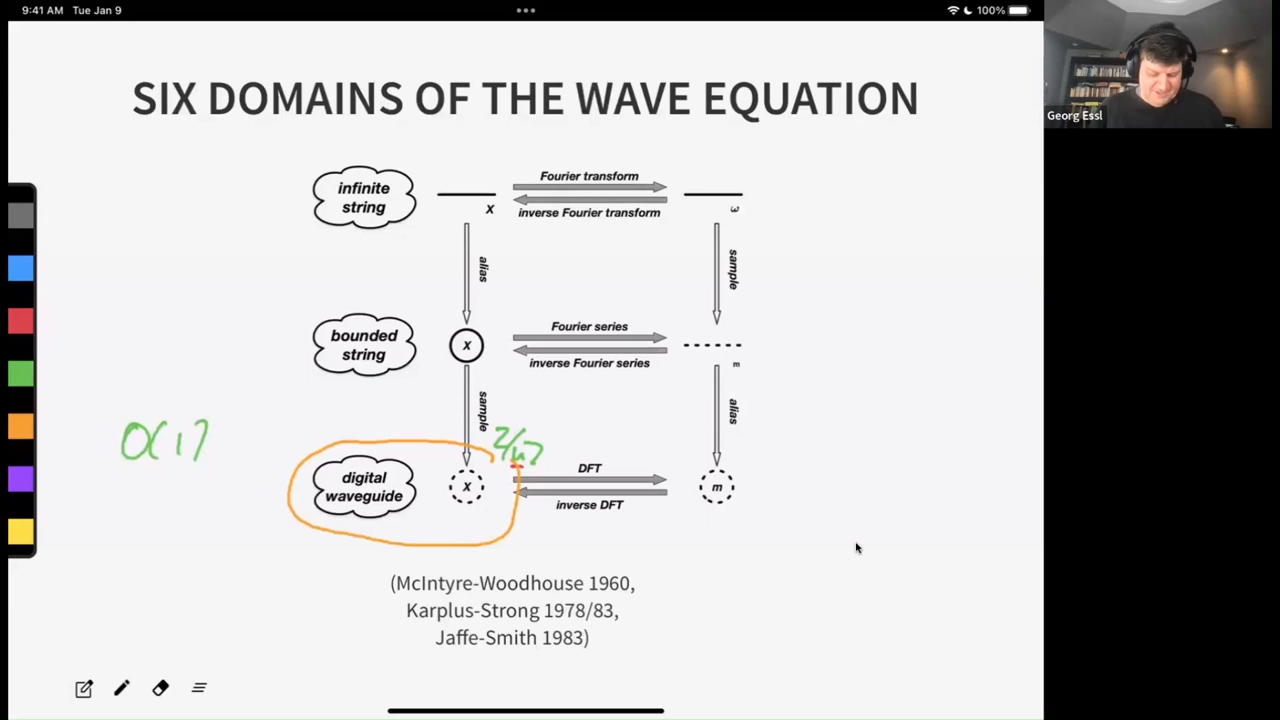 9:41 AM Tue Jan 9
100%
Georg Essl
SIX DOMAINS OF THE WAVE EQUATION
infinite
string
X
Fourier transform
inverse Fourier transform
ω
alias
sample
bounded
string
X
Fourier series
inverse Fourier series
m
sample
alias
O(1)
digital
waveguide
X
DFT
inverse DFT
m
(McIntyre-Woodhouse 1960,
Karplus-Strong 1978/83,
Jaffe-Smith 1983)